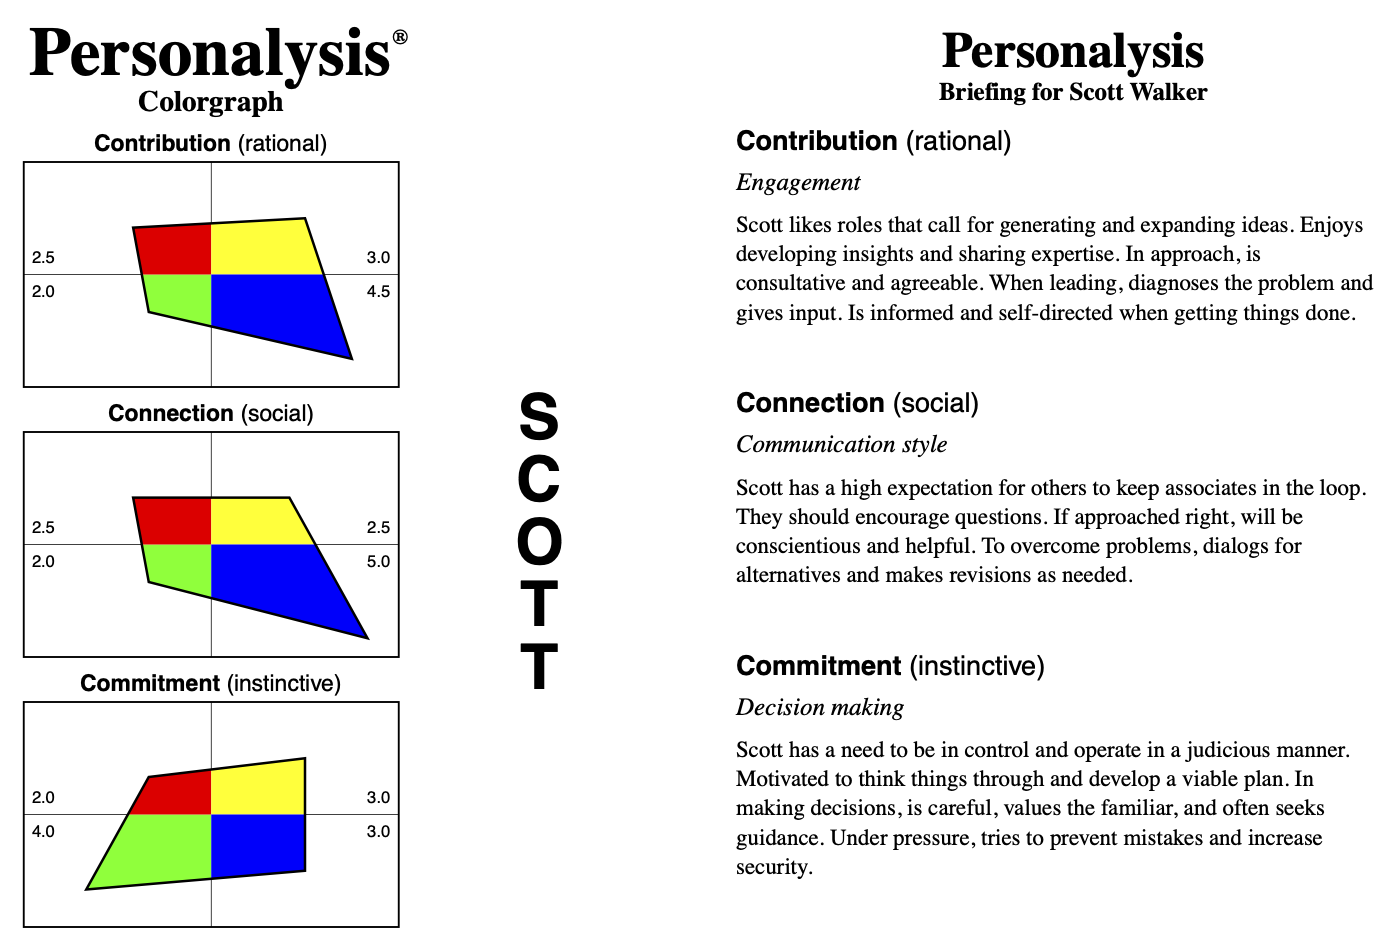 Personalysis®
Colorgraph
Contribution (rational)
2.5
3.0
2.0
4.5
Connection (social)
2.5
2.5
2.0
5.0
Commitment (instinctive)
2.0
3.0
4.0
3.0
S
C
O
T
T
Personalysis
Briefing for Scott Walker
Contribution (rational)
Engagement
Scott likes roles that call for generating and expanding ideas. Enjoys
developing insights and sharing expertise. In approach, is
consultative and agreeable. When leading, diagnoses the problem and
gives input. Is informed and self-directed when getting things done.
Connection (social)
Communication style
Scott has a high expectation for others to keep associates in the loop.
They should encourage questions. If approached right, will be
conscientious and helpful. To overcome problems, dialogs for
alternatives and makes revisions as needed.
Commitment (instinctive)
Decision making
Scott has a need to be in control and operate in a judicious manner.
Motivated to think things through and develop a viable plan. In
making decisions, is careful, values the familiar, and often seeks
guidance. Under pressure, tries to prevent mistakes and increase
security.